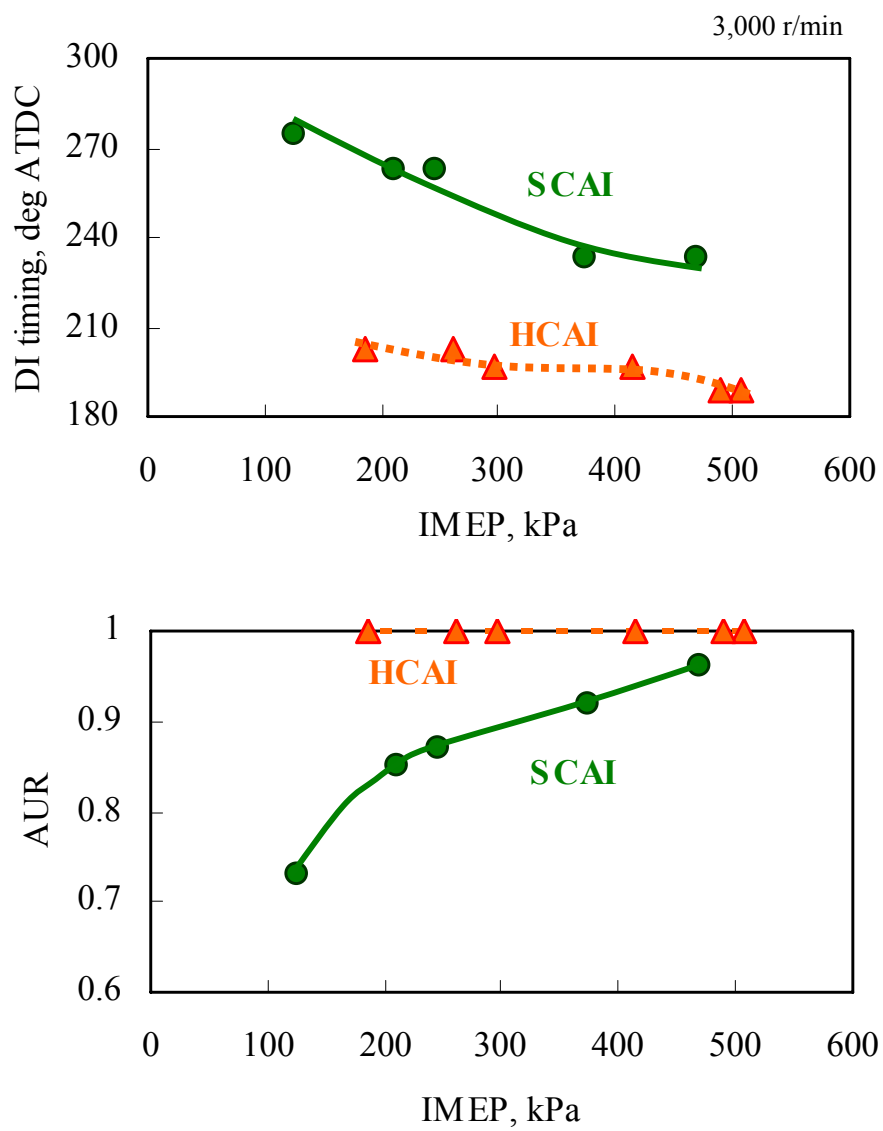 3,000 r/min
300
270
240
210
180
DI timing, deg ATDC
SCAI
HCAI
0 100 200 300 400 500 600
IMEP, kPa
1
0.9
0.8
0.7
0.6
AUR
HCAI
SCAI
0 100 200 300 400 500 600
IMEP, kPa